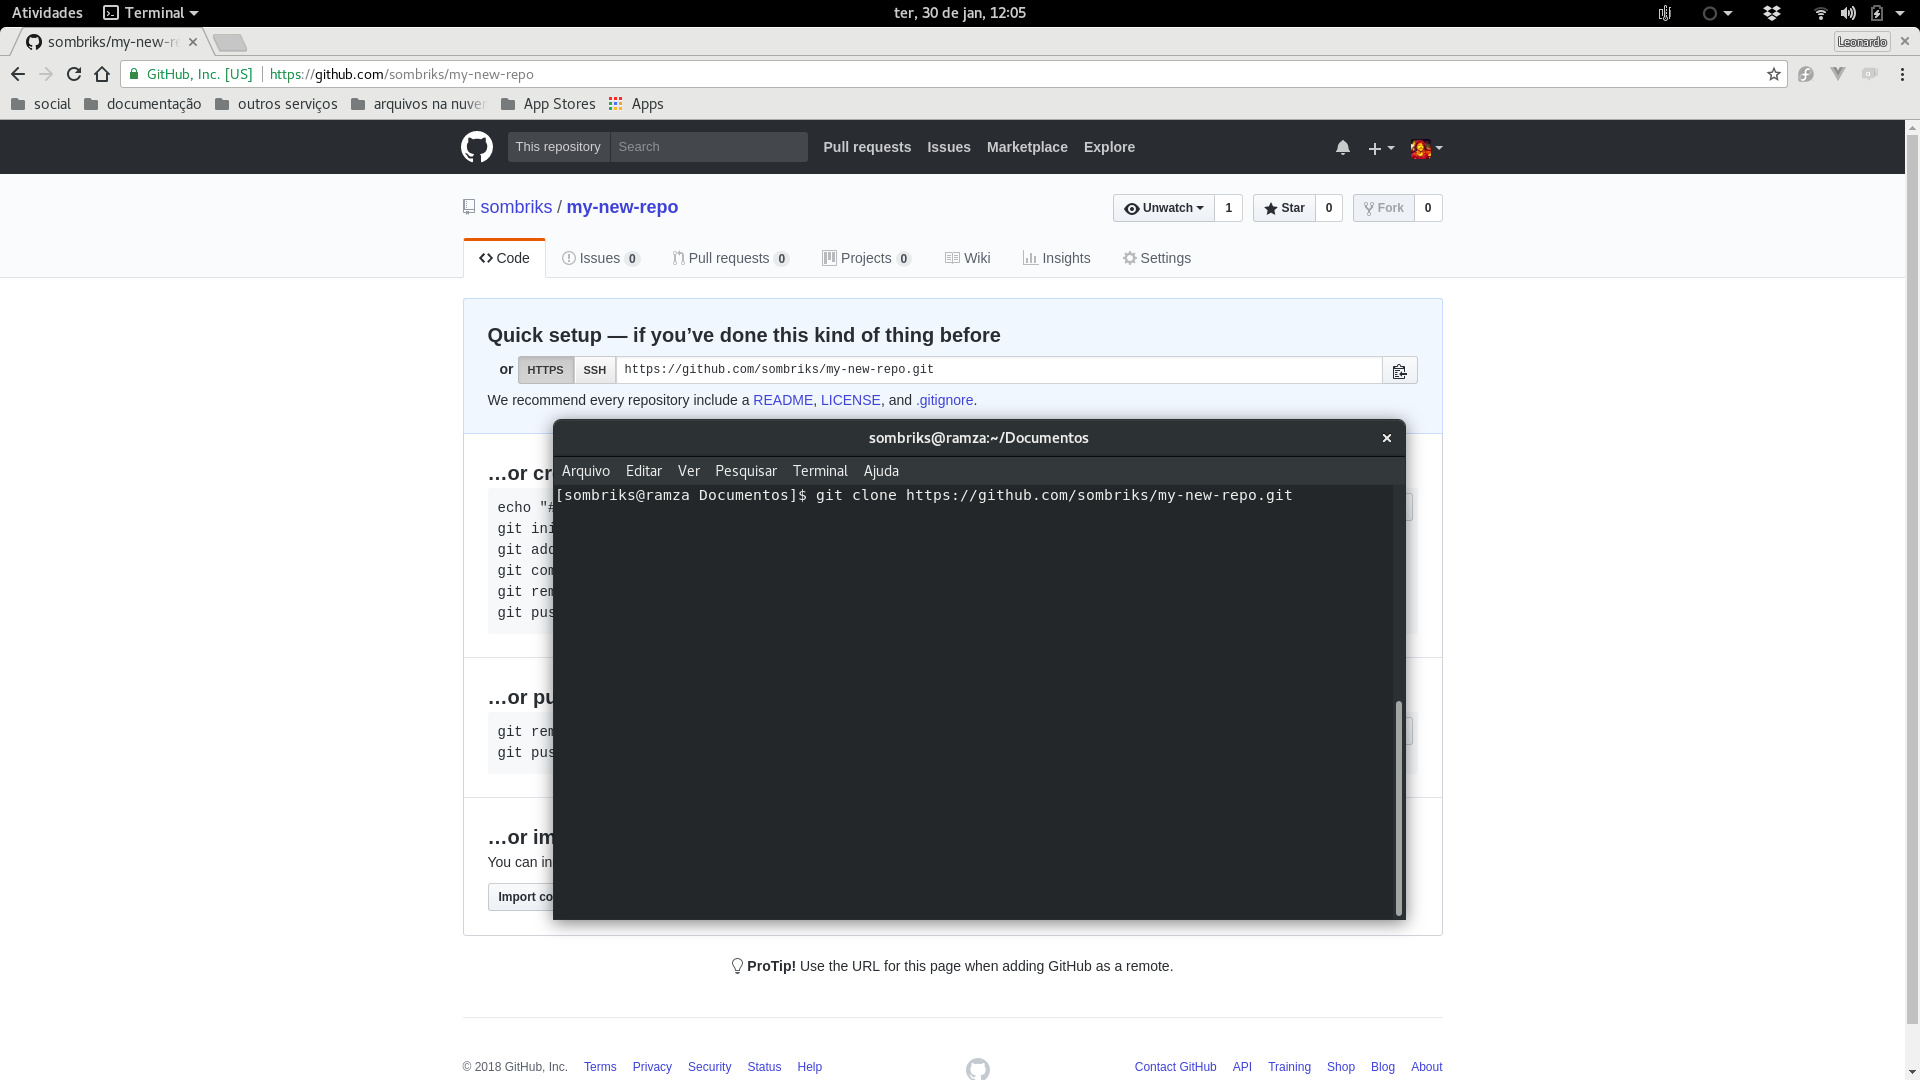 Atividades Terminal ter, 30 de jan, 12:05
sombriks/my-new-r Leonardo
GitHub, Inc. [US] https://github.com/sombriks/my-new-repo
social documentação outros serviços arquivos na nuve App Stores Apps
This repository Search Pull requests Issues Marketplace Explore
sombriks / my-new-repo Unwatch 1 Star 0 Fork 0
Code Issues 0 Pull requests 0 Projects 0 Wiki Insights Settings
Quick setup — if you’ve done this kind of thing before
or HTTPS SSH https://github.com/sombriks/my-new-repo.git
We recommend every repository include a README, LICENSE, and .gitignore.
sombriks@ramza:~/Documentos
Arquivo Editar Ver Pesquisar Terminal Ajuda
[sombriks@ramza Documentos]$ git clone https://github.com/sombriks/my-new-repo.git
…or cr
echo "#
git ini
git add
git com
git rem
git pus
…or pu
git rem
git pus
…or im
You can in
Import co
ProTip! Use the URL for this page when adding GitHub as a remote.
© 2018 GitHub, Inc. Terms Privacy Security Status Help Contact GitHub API Training Shop Blog About